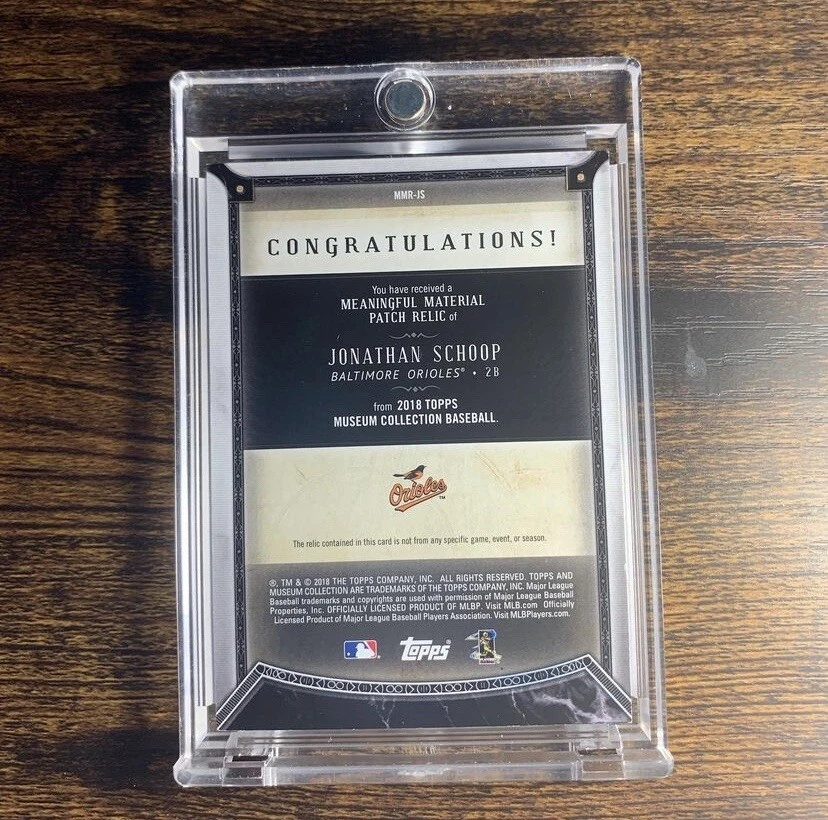 MMR-JS
CONGRATULATIONS!
You have received a
MEANINGFUL MATERIAL
PATCH RELIC of
JONATHAN SCHOOP
BALTIMORE ORIOLES® • 2B
from 2018 TOPPS
MUSEUM COLLECTION BASEBALL.
Orioles™
The relic contained in this card is not from any specific game, event, or season.
®, TM & © 2018 THE TOPPS COMPANY, INC. ALL RIGHTS RESERVED. TOPPS AND
MUSEUM COLLECTION ARE TRADEMARKS OF THE TOPPS COMPANY, INC. Major League
Baseball trademarks and copyrights are used with permission of Major League Baseball
Properties, Inc. OFFICIALLY LICENSED PRODUCT OF MLBP. Visit MLB.com Officially
Licensed Product of Major League Baseball Players Association. Visit MLBPlayers.com.
TOPPS®